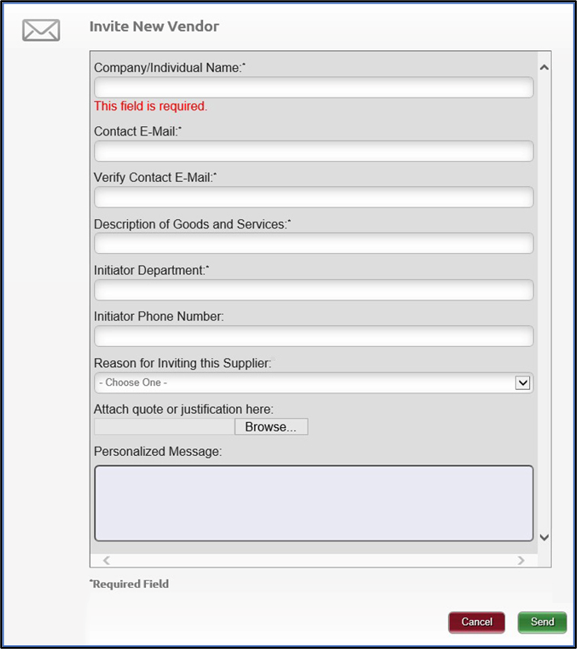 Invite New Vendor
Company/Individual Name:*
This field is required.
Contact E-Mail:*
Verify Contact E-Mail:*
Description of Goods and Services:*
Initiator Department:*
Initiator Phone Number:
Reason for Inviting this Supplier:
- Choose One -
Attach quote or justification here:
Browse...
Personalized Message:
*Required Field
Cancel Send